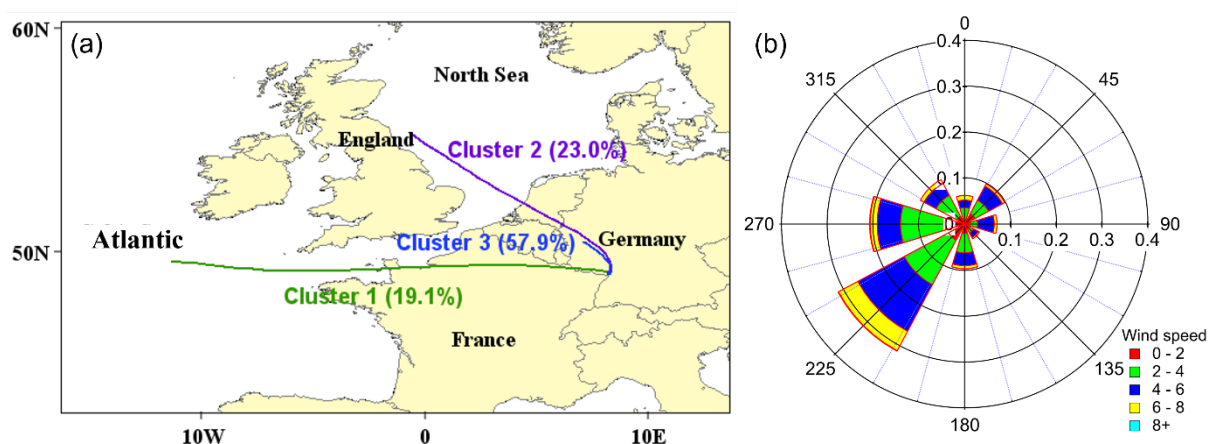 (a)
60N
50N
North Sea
England
Cluster 2 (23.0%)
Atlantic
Cluster 3 (57.9%)
Germany
Cluster 1 (19.1%)
France
10W
0
10E
(b)
0
0.4
315
45
0.3
0.2
0.1
270
0
0.1
0.2
0.3
0.4
90
225
135
180
Wind speed
0 - 2
2 - 4
4 - 6
6 - 8
8+